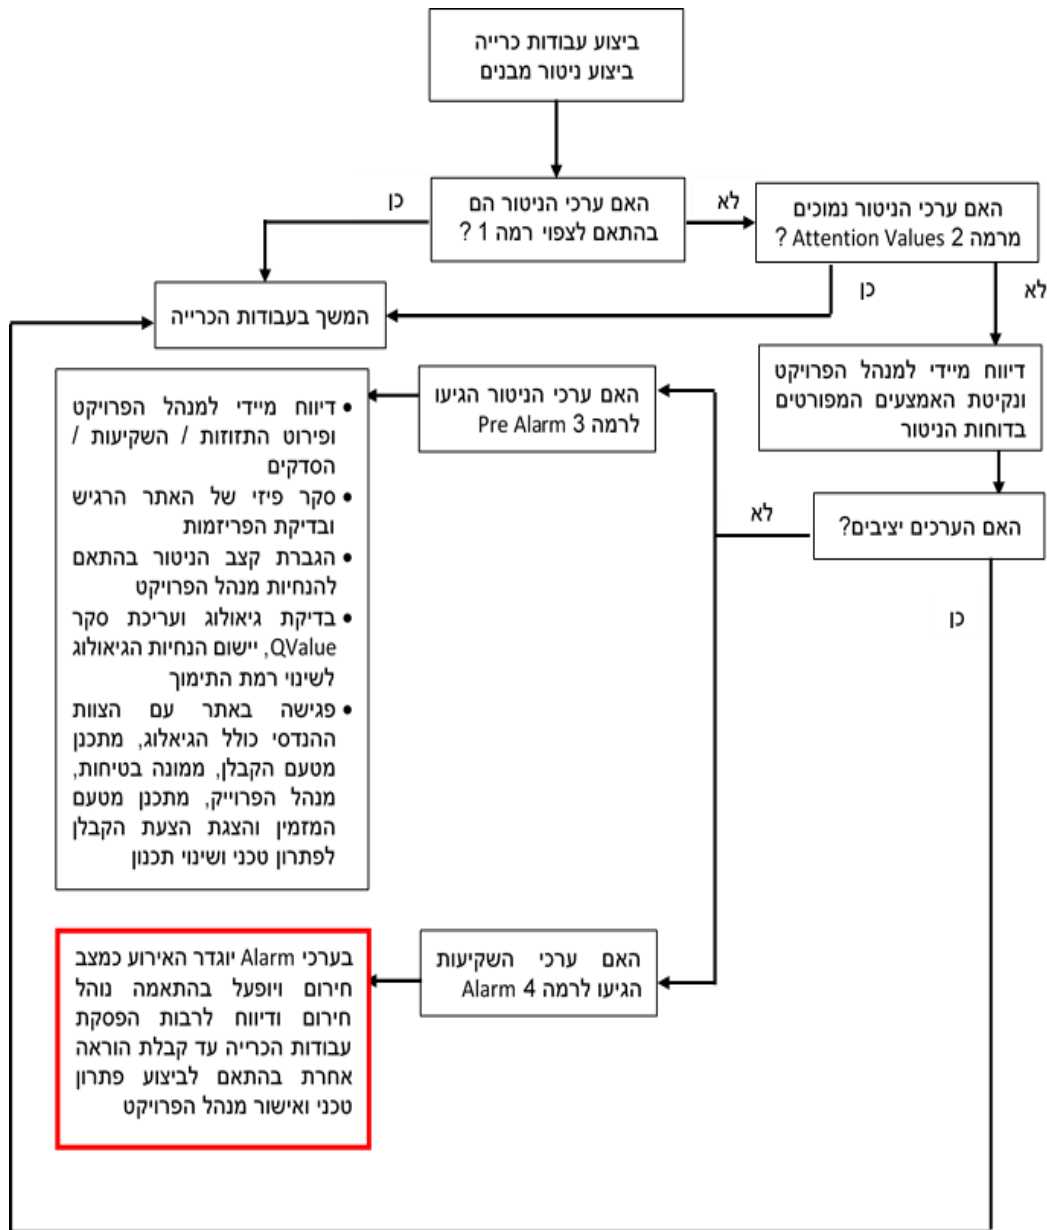 ביצוע עבודות כרייה
ביצוע ניטור מבנים
האם ערכי הניטור הם
בהתאם לצפוי רמה 1 ?
כן
לא
האם ערכי הניטור נמוכים
מרמה 2 Attention Values ?
כן
לא
המשך בעבודות הכרייה
דיווח מיידי למנהל הפרויקט
ונקיטת האמצעים המפורטים
בדוחות הניטור
האם הערכים יציבים?
לא
כן
האם ערכי הניטור הגיעו
לרמה 3 Pre Alarm
• דיווח מיידי למנהל הפרויקט
ופירוט התזוזות / השקיעות /
הסדקים
• סקר פיזי של האתר הרגיש
ובדיקת הפריזמות
• הגברת קצב הניטור בהתאם
להנחיות מנהל הפרויקט
• בדיקת גיאולוג ועריכת סקר
QValue, יישום הנחיות הגיאולוג
לשינוי רמת התימוך
• פגישה באתר עם הצוות
ההנדסי כולל הגיאלוג, מתכנן
מטעם הקבלן, ממונה בטיחות,
מנהל הפרוייק, מתכנן מטעם
המזמין והצגת הצעת הקבלן
לפתרון טכני ושינוי תכנון
האם ערכי השקיעות
הגיעו לרמה 4 Alarm
בערכי Alarm יוגדר האירוע כמצב
חירום ויופעל בהתאמה נוהל
חירום ודיווח לרבות הפסקת
עבודות הכרייה עד קבלת הוראה
אחרת בהתאם לביצוע פתרון
טכני ואישור מנהל הפרויקט